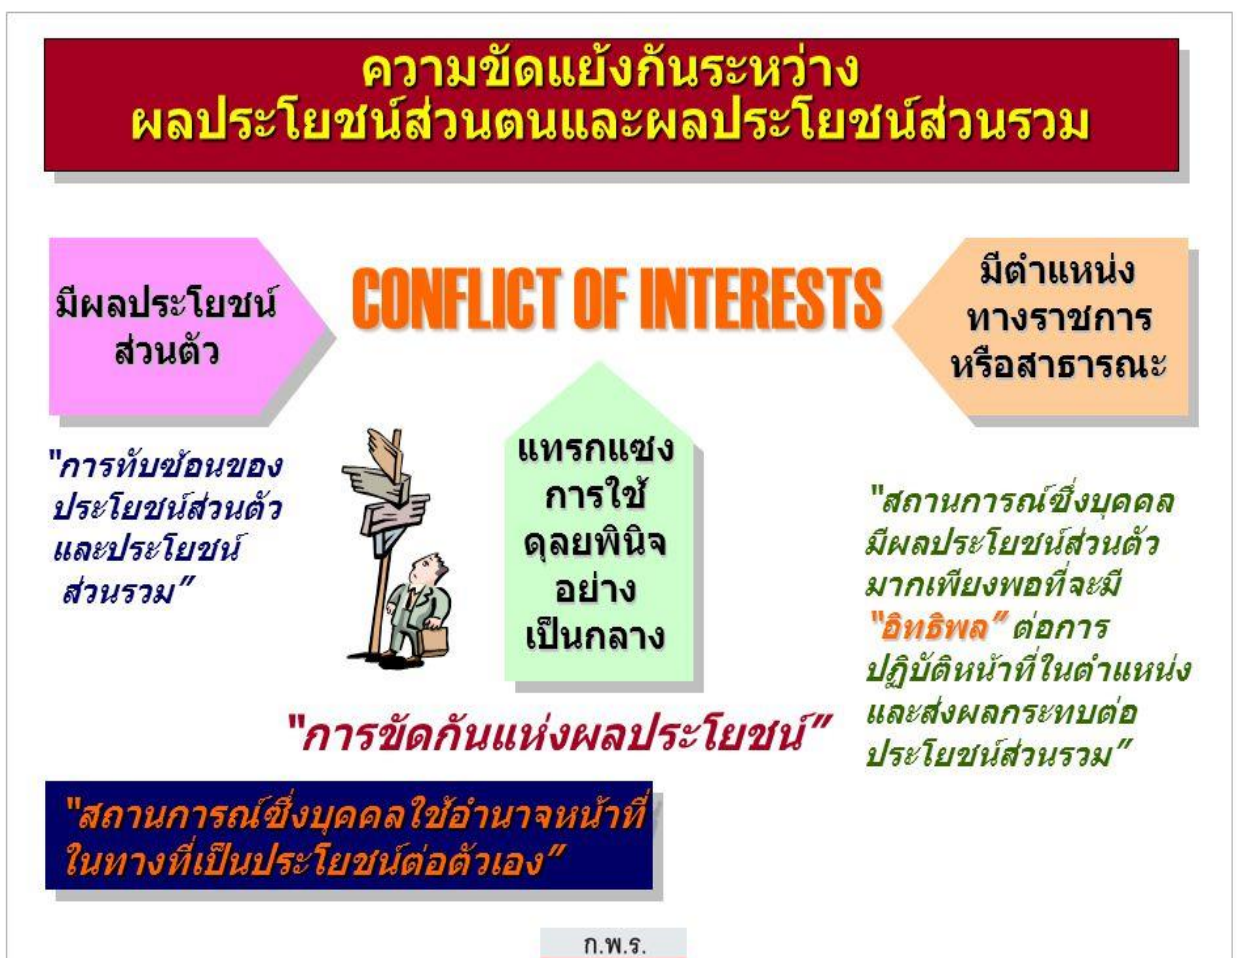 ความขัดแย้งกันระหว่าง
ผลประโยชน์ส่วนตนและผลประโยชน์ส่วนรวม
มีผลประโยชน์
ส่วนตัว
CONFLICT OF INTERESTS
มีตำแหน่ง
ทางราชการ
หรือสาธารณะ
"การทับซ้อนของ
ประโยชน์ส่วนตัว
และประโยชน์
ส่วนรวม"
แทรกแซง
การใช้
ดุลยพินิจ
อย่าง
เป็นกลาง
"สถานการณ์ซึ่งบุคคล
มีผลประโยชน์ส่วนตัว
มากเพียงพอที่จะมี
"อิทธิพล" ต่อการ
ปฏิบัติหน้าที่ในตำแหน่ง
และส่งผลกระทบต่อ
ประโยชน์ส่วนรวม"
"การขัดกันแห่งผลประโยชน์"
"สถานการณ์ซึ่งบุคคลใช้อำนาจหน้าที่
ในทางที่เป็นประโยชน์ต่อตัวเอง"
ก.พ.ร.